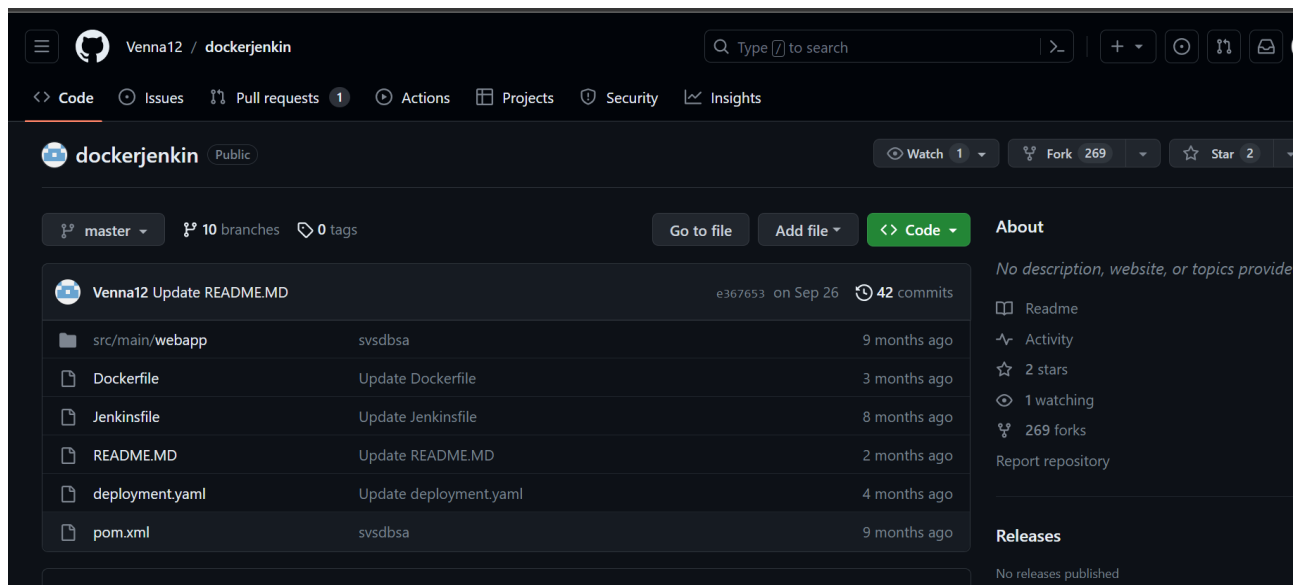 Venna12 / dockerjenkin Type / to search
Code Issues Pull requests 1 Actions Projects Security Insights
dockerjenkin Public Watch 1 Fork 269 Star 2
master 10 branches 0 tags Go to file Add file Code
Venna12 Update README.MD e367653 on Sep 26 42 commits
src/main/webapp svsdbsa 9 months ago
Dockerfile Update Dockerfile 3 months ago
Jenkinsfile Update Jenkinsfile 8 months ago
README.MD Update README.MD 2 months ago
deployment.yaml Update deployment.yaml 4 months ago
pom.xml svsdbsa 9 months ago
About
No description, website, or topics provide
Readme
Activity
2 stars
1 watching
269 forks
Report repository
Releases
No releases published